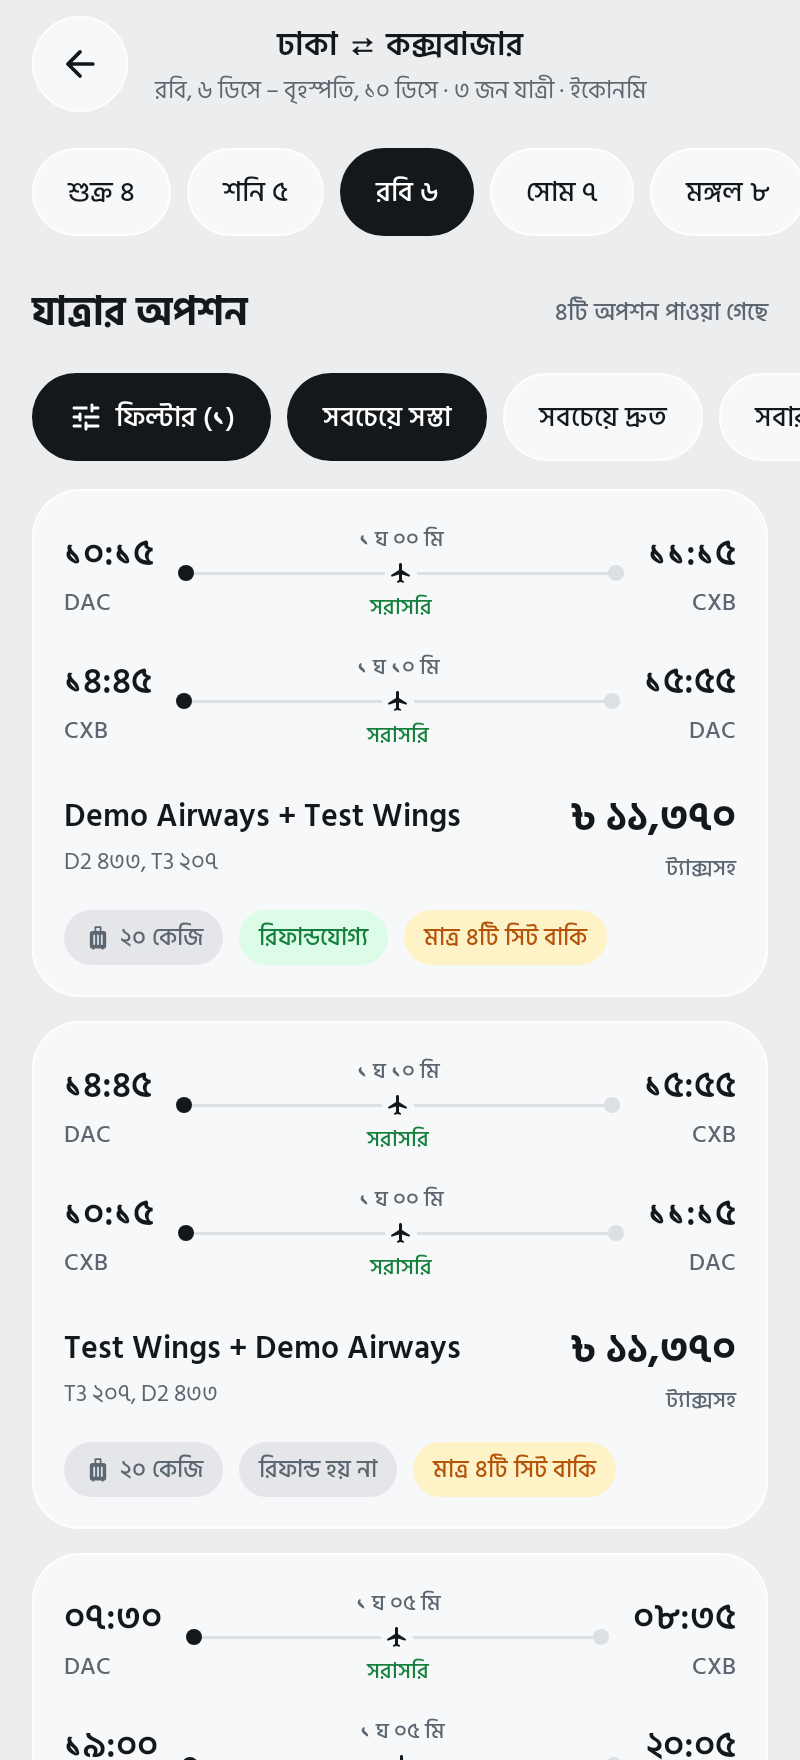 ঢাকা ⇄ কক্সবাজার
রবি, ৬ ডিসে – বৃহস্পতি, ১০ ডিসে · ৩ জন যাত্রী · ইকোনমি
শুক্র ৪ শনি ৫ রবি ৬ সোম ৭ মঙ্গল ৮
যাত্রার অপশন ৪টি অপশন পাওয়া গেছে
ফিল্টার (১) সবচেয়ে সস্তা সবচেয়ে দ্রুত
১ ঘ ০০ মি
১০:১৫ ১১:১৫
DAC সরাসরি CXB
১ ঘ ১০ মি
১৪:৪৫ ১৫:৫৫
CXB সরাসরি DAC
Demo Airways + Test Wings ৳ ১১,৩৭০
D2 ৪৩৩, T3 ২০৭ ট্যাক্সসহ
২০ কেজি রিফান্ডযোগ্য মাত্র ৪টি সিট বাকি
১ ঘ ১০ মি
১৪:৪৫ ১৫:৫৫
DAC সরাসরি CXB
১ ঘ ০০ মি
১০:১৫ ১১:১৫
CXB সরাসরি DAC
Test Wings + Demo Airways ৳ ১১,৩৭০
T3 ২০৭, D2 ৪৩৩ ট্যাক্সসহ
২০ কেজি রিফান্ড হয় না মাত্র ৪টি সিট বাকি
১ ঘ ০৫ মি
০৭:৩০ ০৮:৩৫
DAC সরাসরি CXB
১ ঘ ০৫ মি
১৯:০০ ২০:০৫